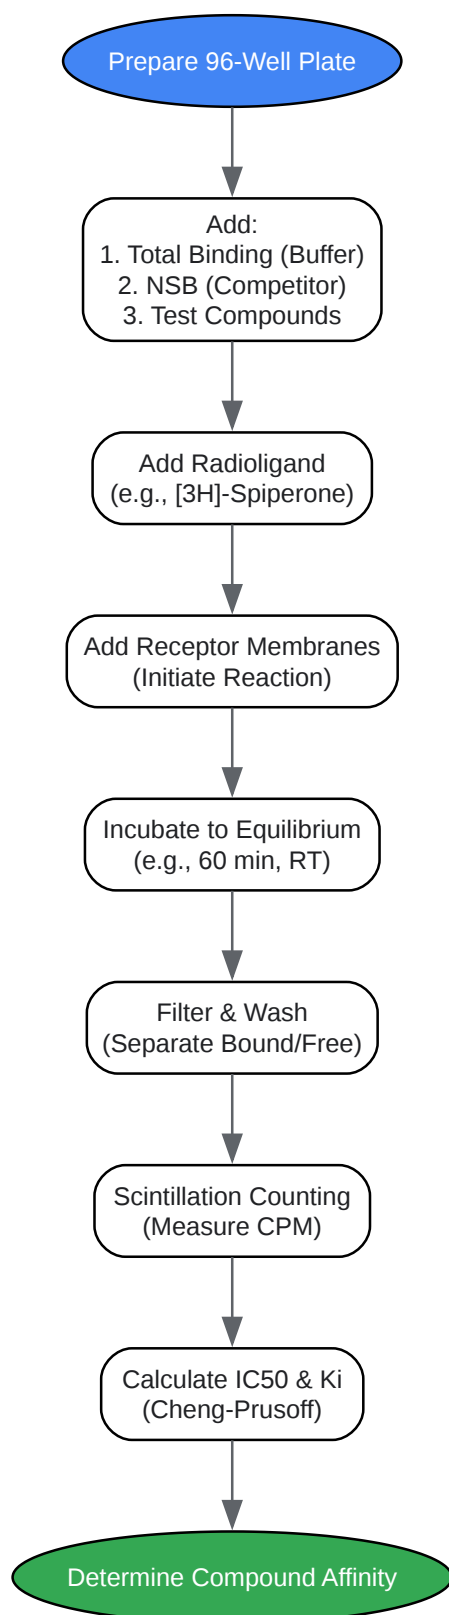 Prepare 96-Well Plate
Add:
1. Total Binding (Buffer)
2. NSB (Competitor)
3. Test Compounds
Add Radioligand
(e.g., [3H]-Spiperone)
Add Receptor Membranes
(Initiate Reaction)
Incubate to Equilibrium
(e.g., 60 min, RT)
Filter & Wash
(Separate Bound/Free)
Scintillation Counting
(Measure CPM)
Calculate IC50 & Ki
(Cheng-Prusoff)
Determine Compound Affinity